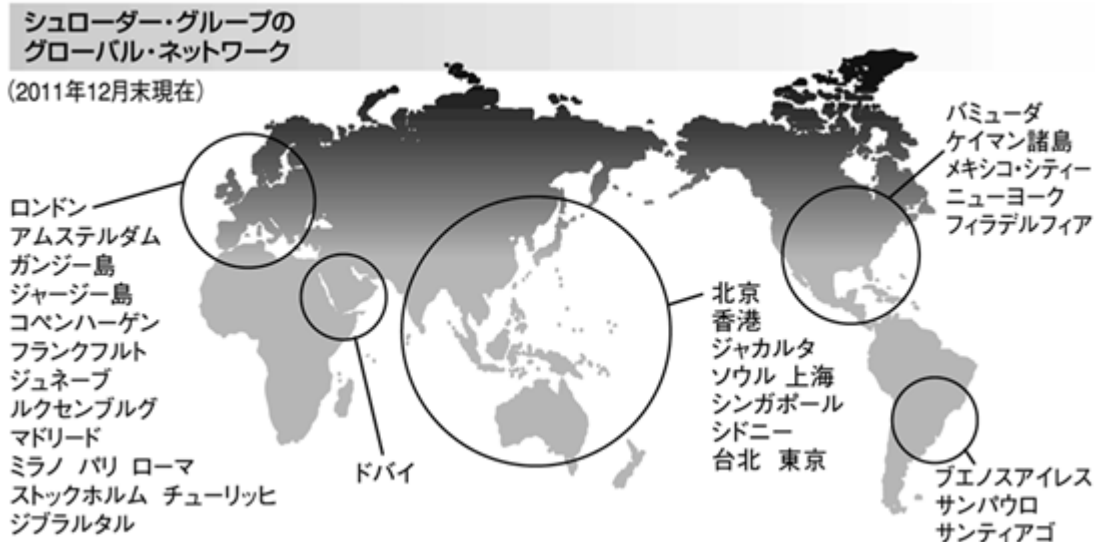 シュローダー・グループの
グローバル・ネットワーク
(2011年12月末現在)
ロンドン
アムステルダム
ガンジー島
ジャージー島
コペンハーゲン
フランクフルト
ジュネーブ
ルクセンブルグ
マドリード
ミラノ パリ ローマ
ストックホルム チューリッヒ
ジブラルタル
ドバイ
北京
香港
ジャカルタ
ソウル 上海
シンガポール
シドニー
台北 東京
バミューダ
ケイマン諸島
メキシコ・シティー
ニューヨーク
フィラデルフィア
ブエノスアイレス
サンパウロ
サンティアゴ